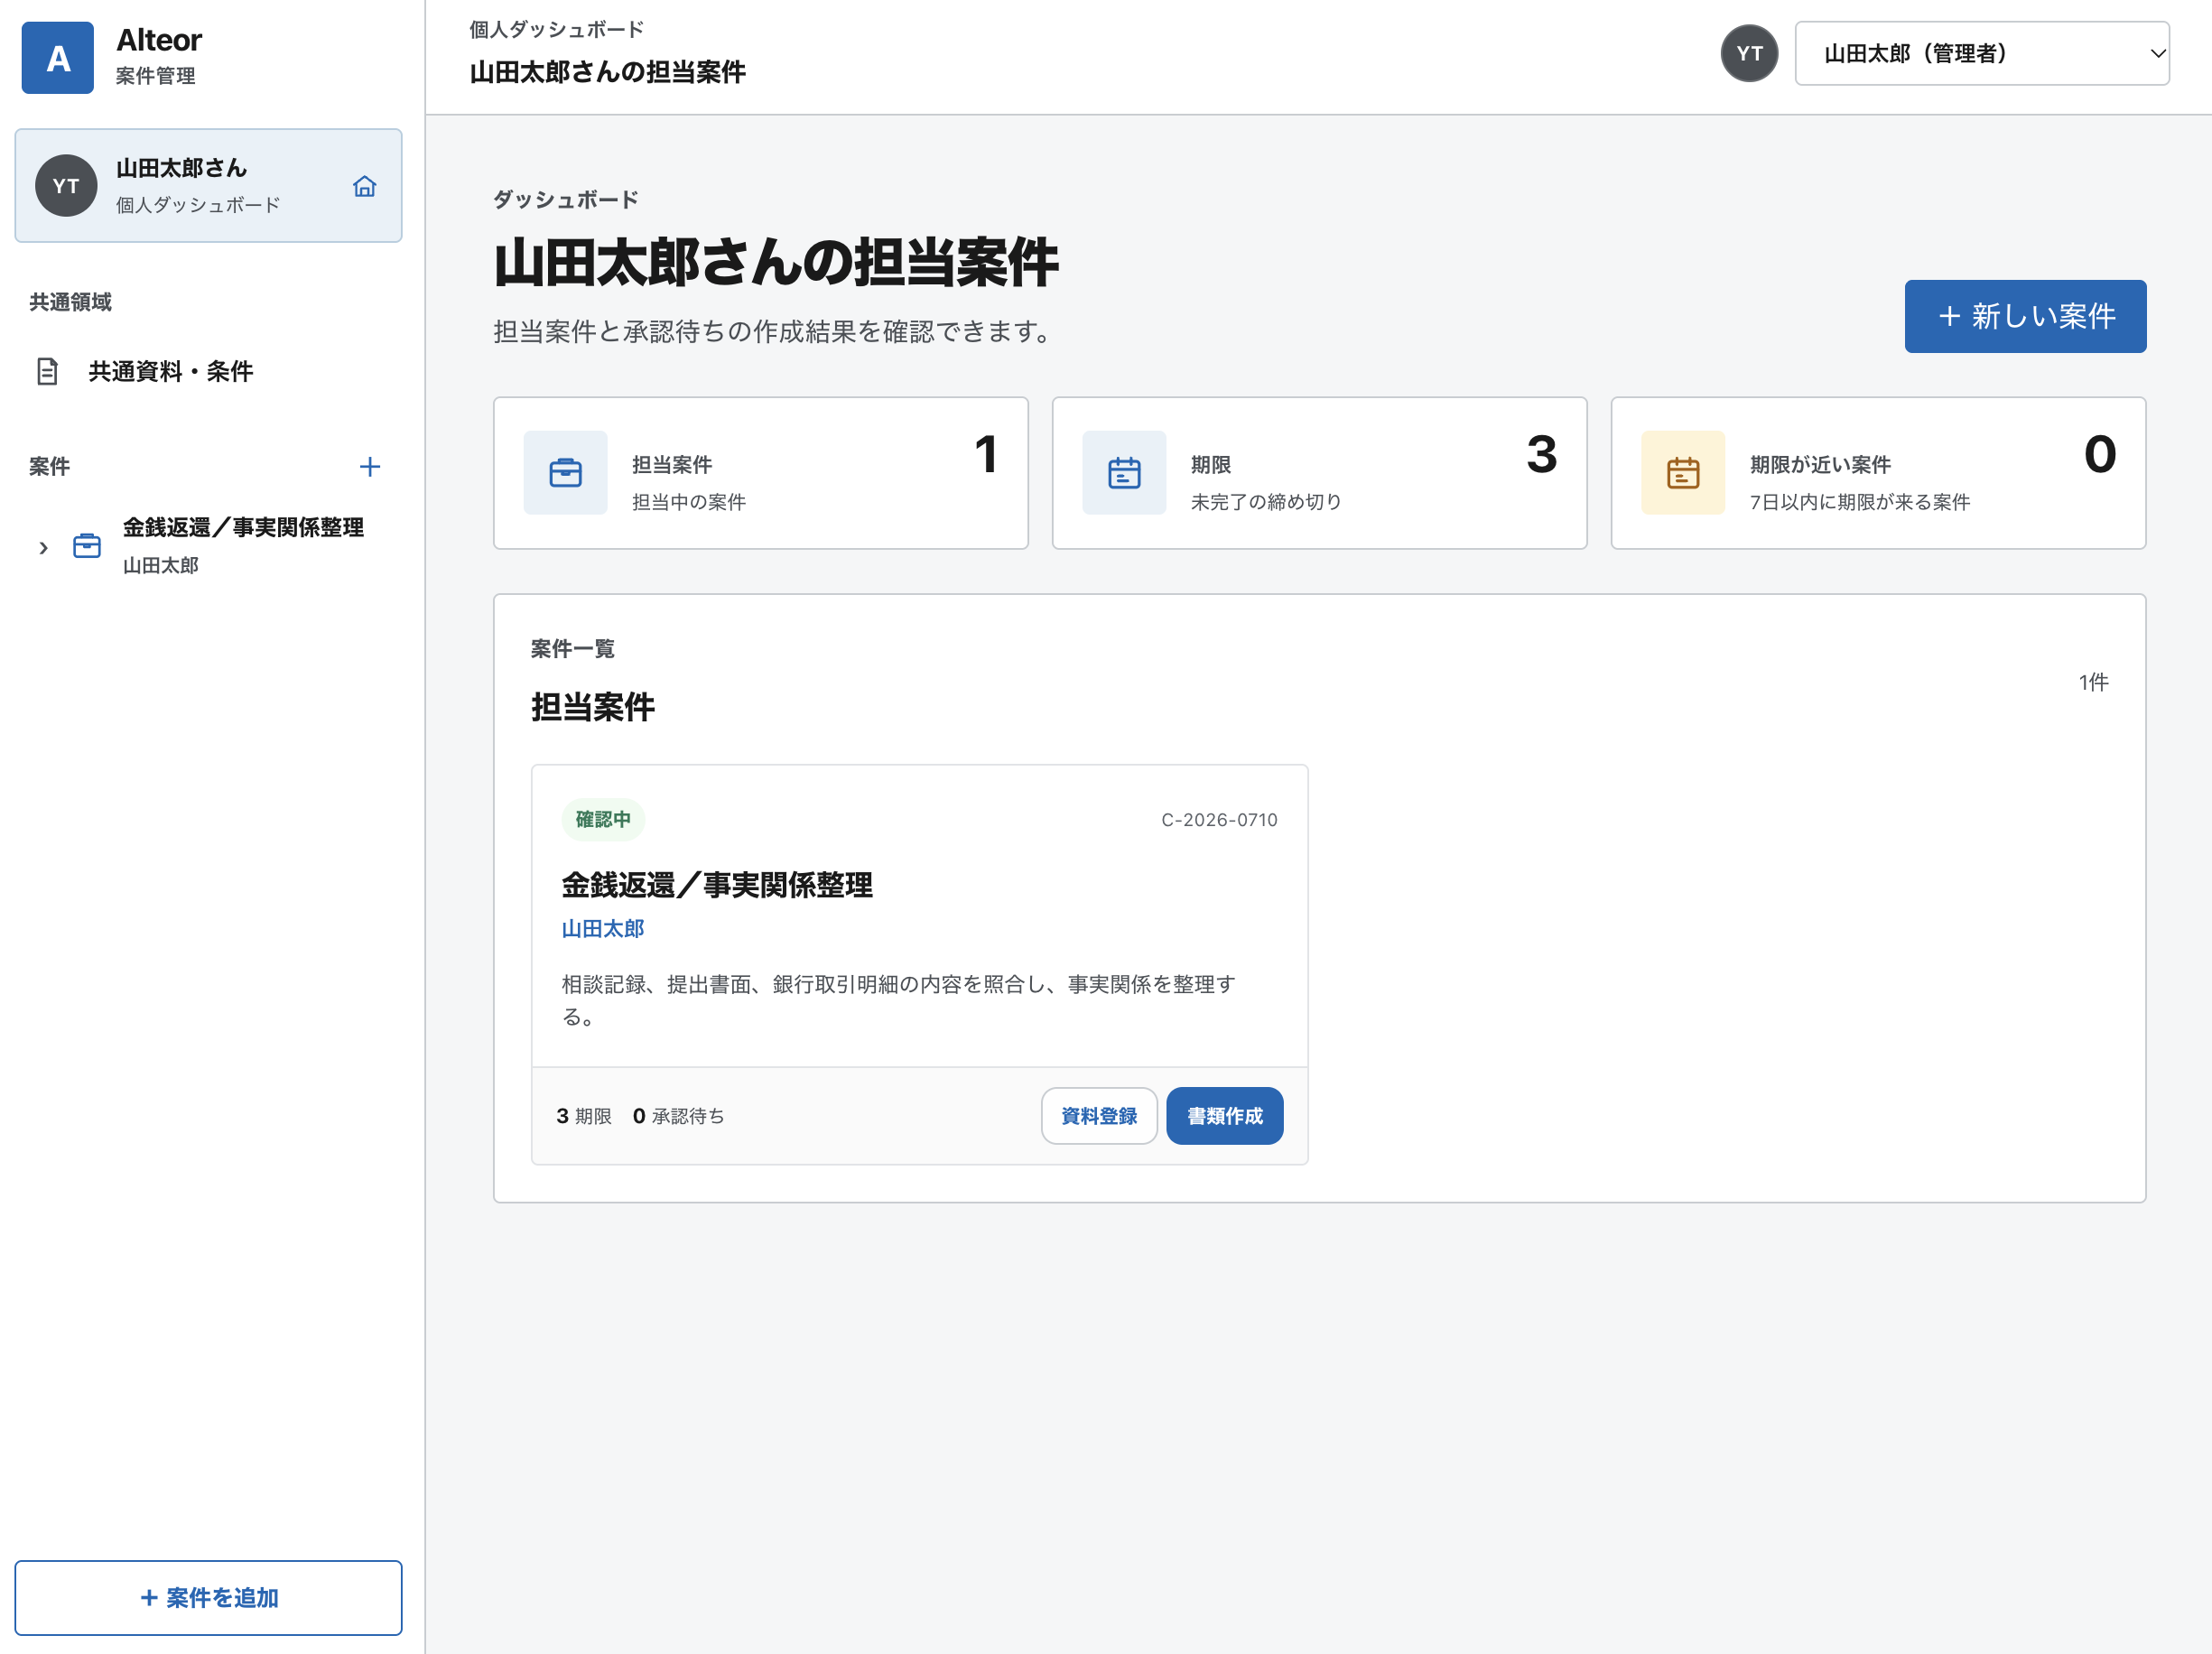 A
Alteor
案件管理
YT
山田太郎さん
個人ダッシュボード
共通領域
共通資料・条件
案件
+
金銭返還／事実関係整理
山田太郎
+ 案件を追加
個人ダッシュボード
山田太郎さんの担当案件
YT
山田太郎（管理者）
ダッシュボード
山田太郎さんの担当案件
担当案件と承認待ちの作成結果を確認できます。
+ 新しい案件
担当案件
担当中の案件
1
期限
未完了の締め切り
3
期限が近い案件
7日以内に期限が来る案件
0
案件一覧
担当案件
1件
確認中
C-2026-0710
金銭返還／事実関係整理
山田太郎
相談記録、提出書面、銀行取引明細の内容を照合し、事実関係を整理す
る。
3 期限 0 承認待ち
資料登録
書類作成